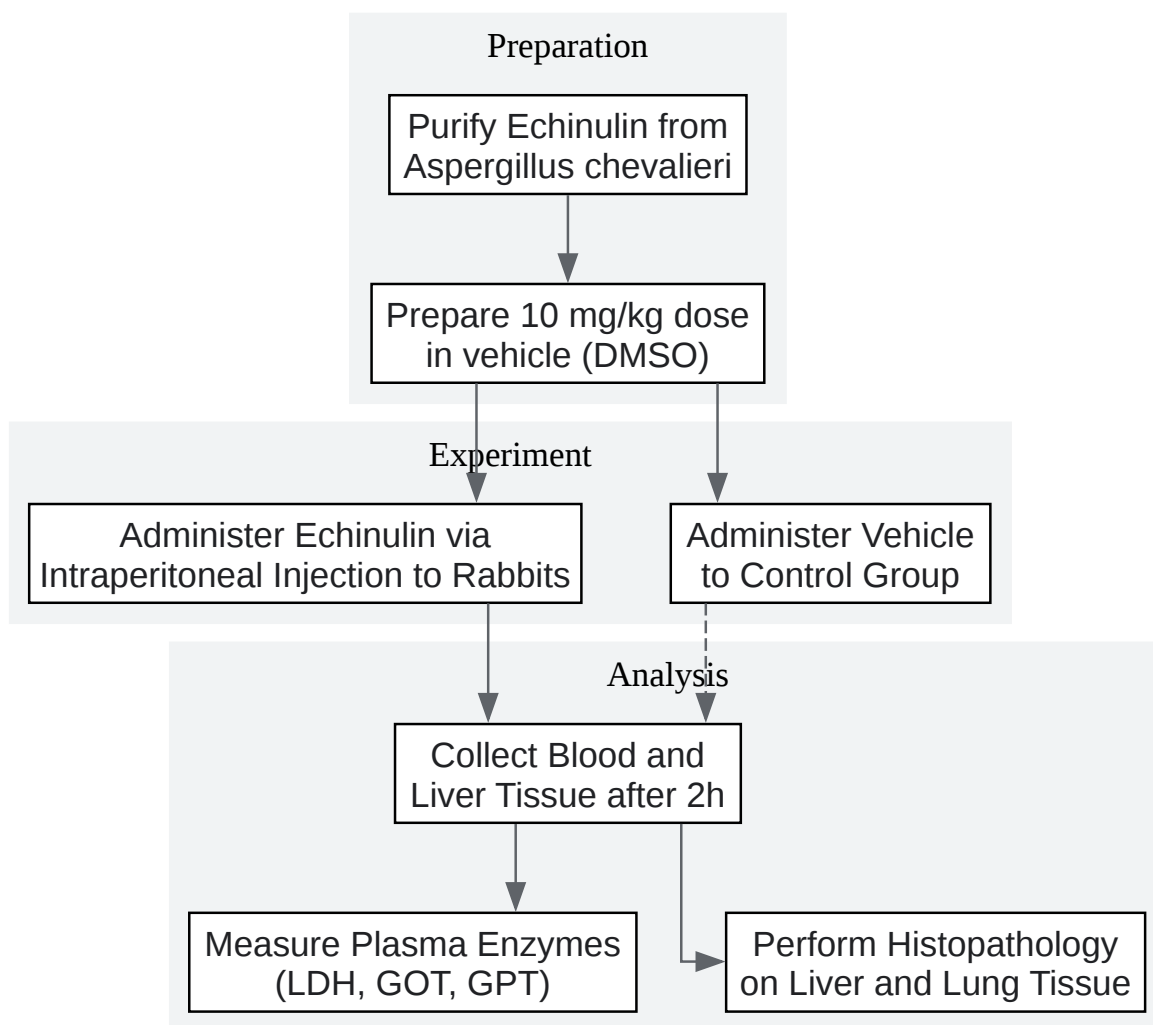 Preparation
Purify Echinulin from
Aspergillus chevalieri
Prepare 10 mg/kg dose
in vehicle (DMSO)
Experiment
Administer Echinulin via
Intraperitoneal Injection to Rabbits
Administer Vehicle
to Control Group
Analysis
Collect Blood and
Liver Tissue after 2h
Measure Plasma Enzymes
(LDH, GOT, GPT)
Perform Histopathology
on Liver and Lung Tissue